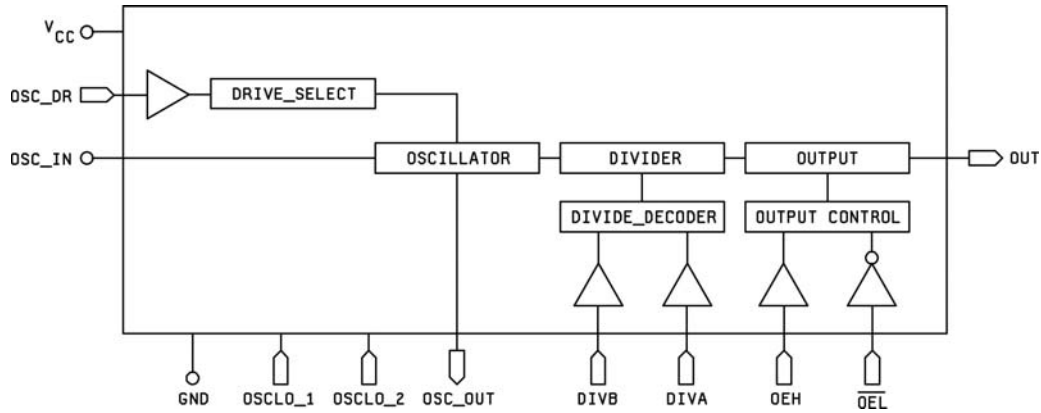 VCC
OSC_DR
DRIVE_SELECT
OSC_IN
OSCILLATOR
DIVIDER
OUTPUT
OUT
DIVIDE_DECODER
OUTPUT CONTROL
GND
OSCLO_1
OSCLO_2
OSC_OUT
DIVB
DIVA
OEH
OEL